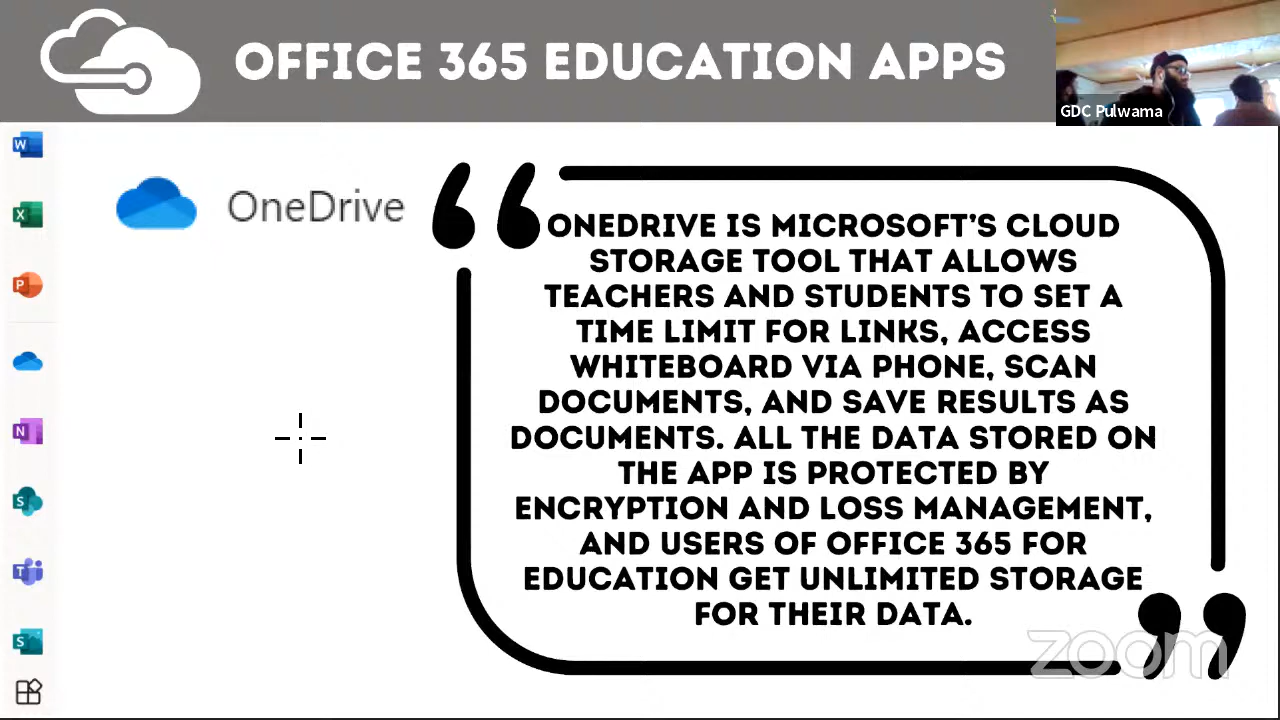 OFFICE 365 EDUCATION APPS
GDC Pulwama
W
X
P
N
S
T
S
OneDrive
ONEDRIVE IS MICROSOFT'S CLOUD
STORAGE TOOL THAT ALLOWS
TEACHERS AND STUDENTS TO SET A
TIME LIMIT FOR LINKS, ACCESS
WHITEBOARD VIA PHONE, SCAN
DOCUMENTS, AND SAVE RESULTS AS
DOCUMENTS. ALL THE DATA STORED ON
THE APP IS PROTECTED BY
ENCRYPTION AND LOSS MANAGEMENT,
AND USERS OF OFFICE 365 FOR
EDUCATION GET UNLIMITED STORAGE
FOR THEIR DATA.
zoom